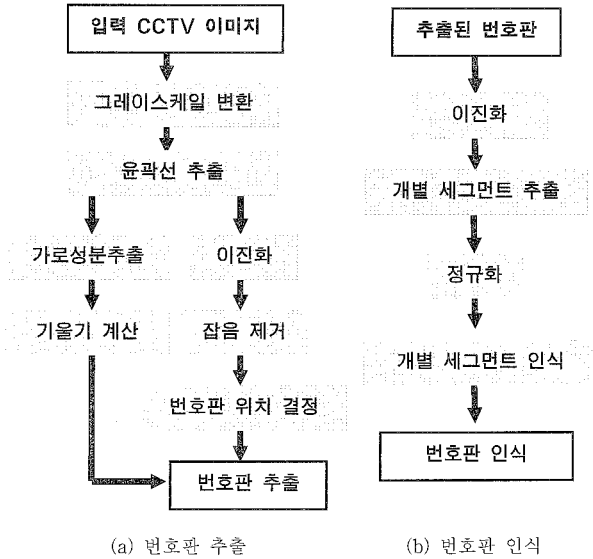 입력 CCTV 이미지
그레이스케일 변환
윤곽선 추출
가로성분추출
이진화
기울기 계산
잡음 제거
번호판 위치 결정
번호판 추출
(a) 번호판 추출
추출된 번호판
이진화
개별 세그먼트 추출
정규화
개별 세그먼트 인식
번호판 인식
(b) 번호판 인식